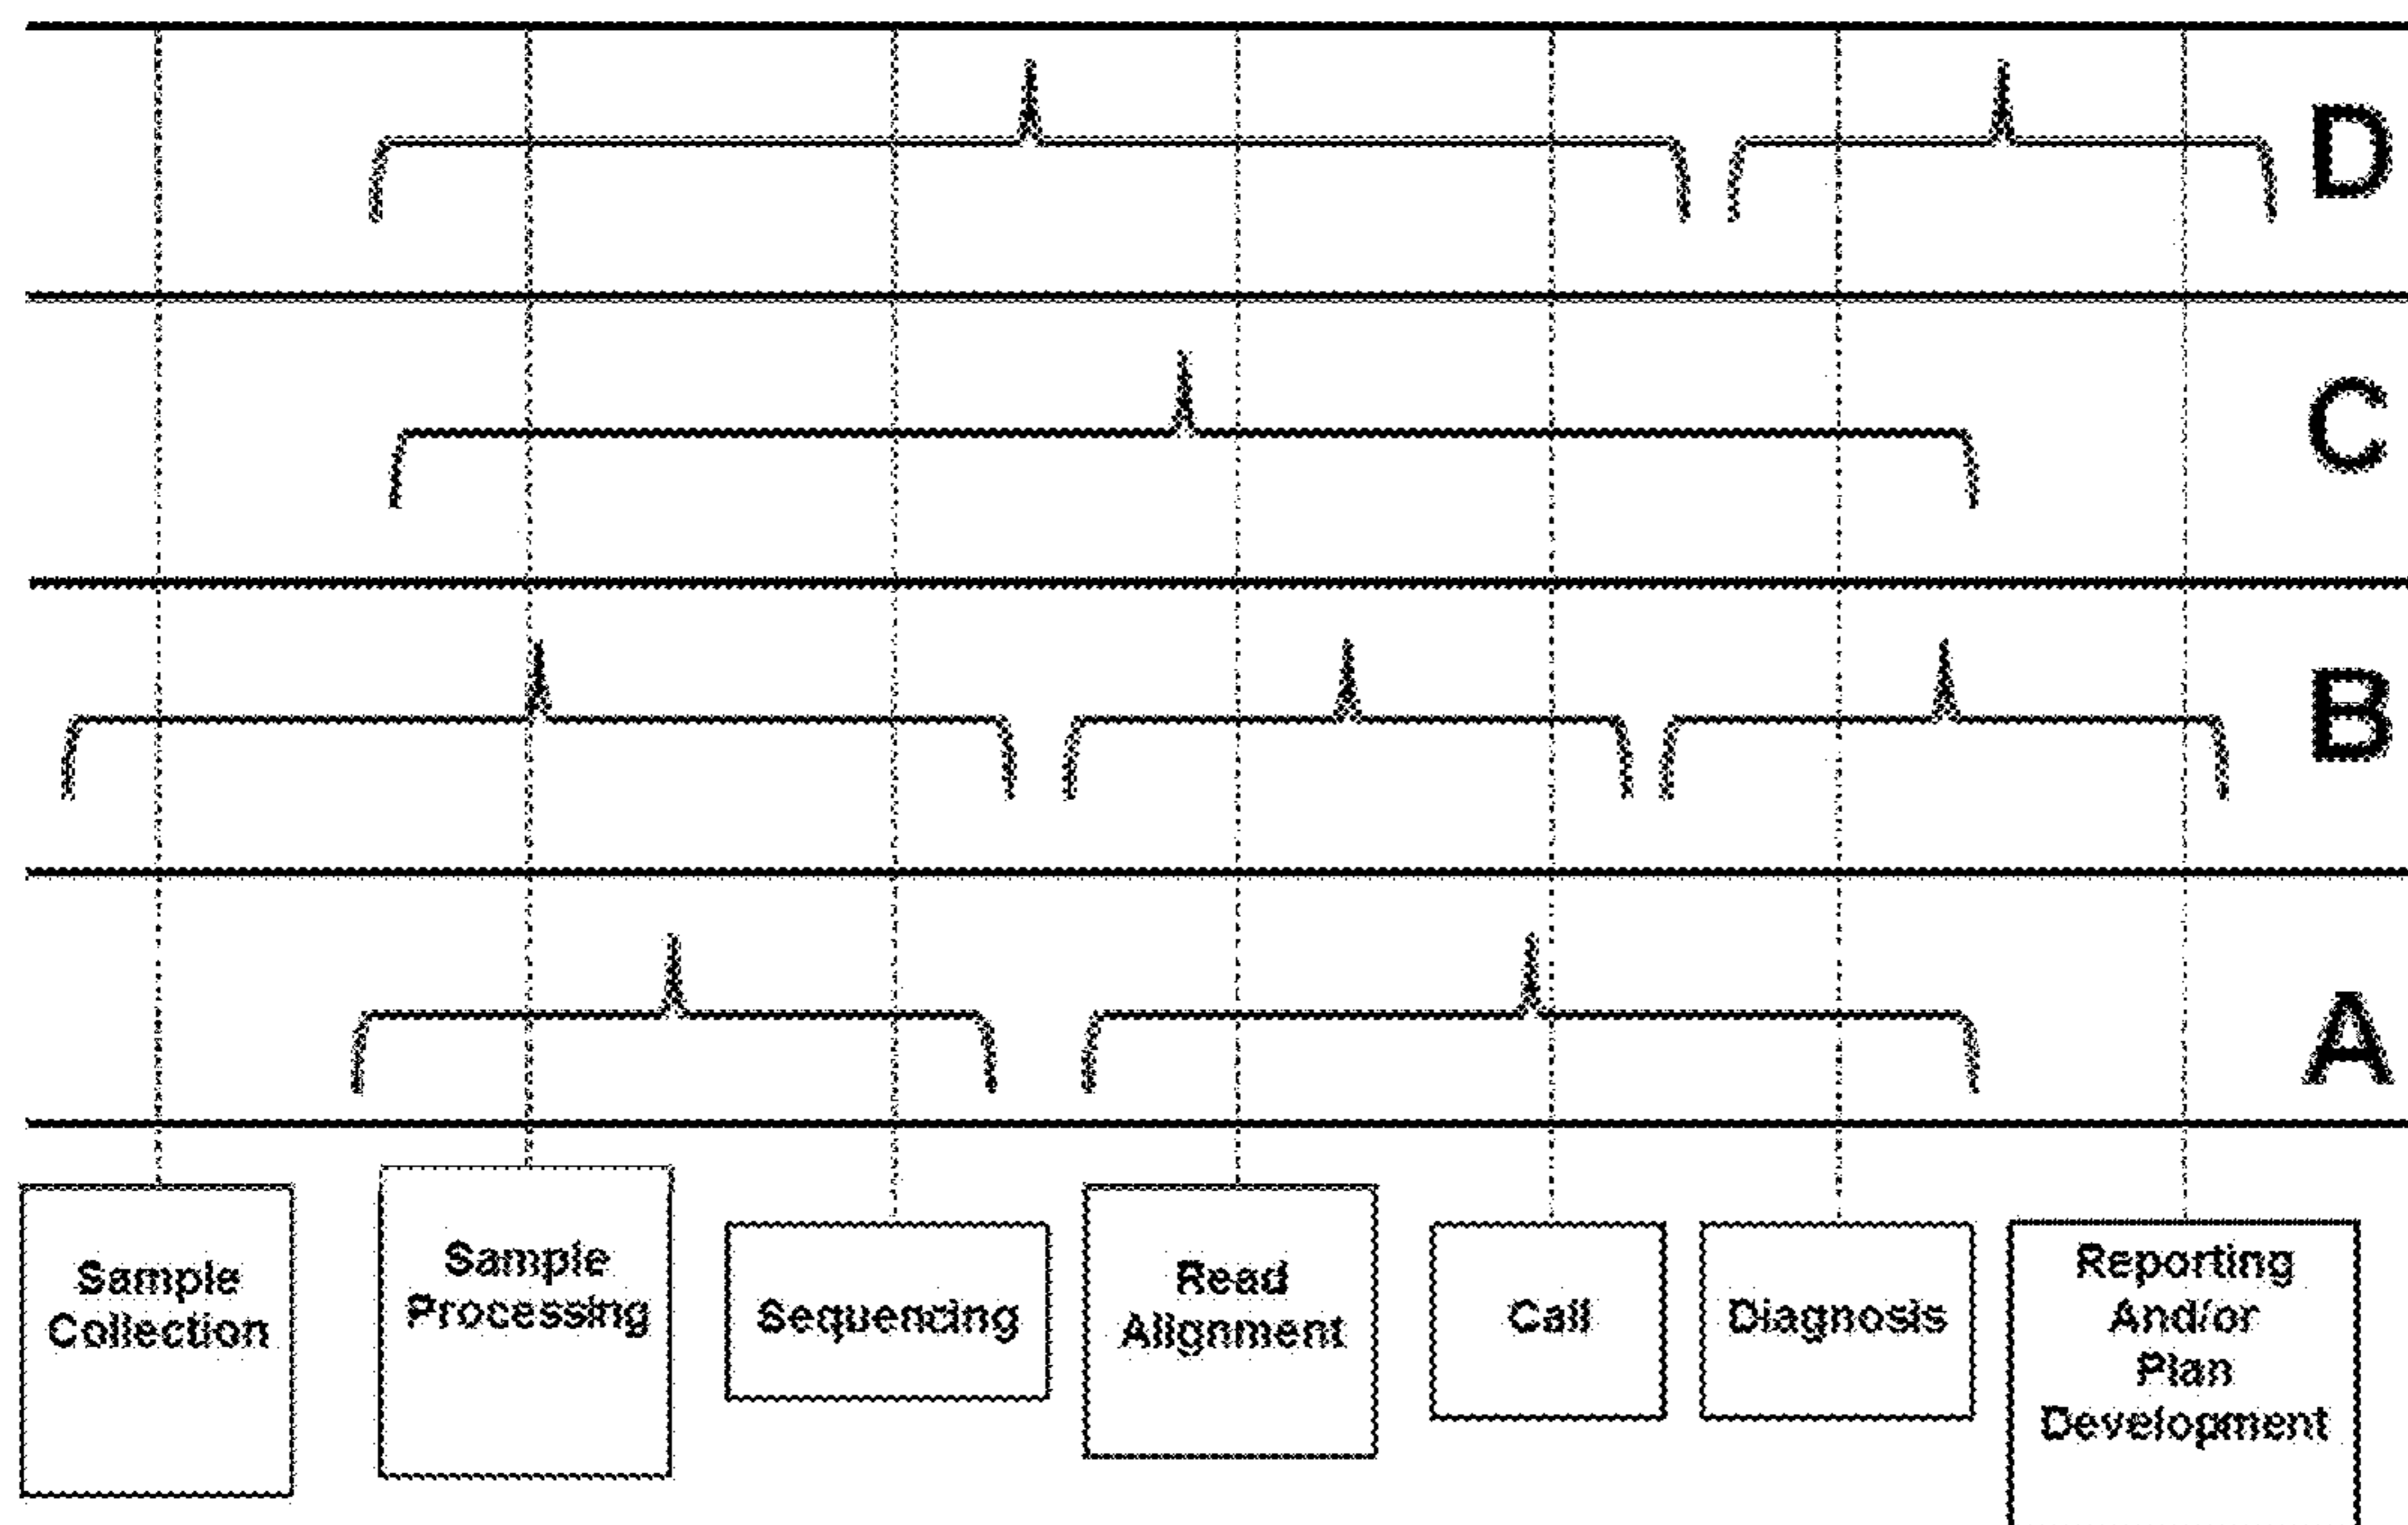 D
C
B
A
Sample
Collection
Sample
Processing
Sequencing
Read
Alignment
Call
Diagnosis
Reporting
And/or
Plan
Development